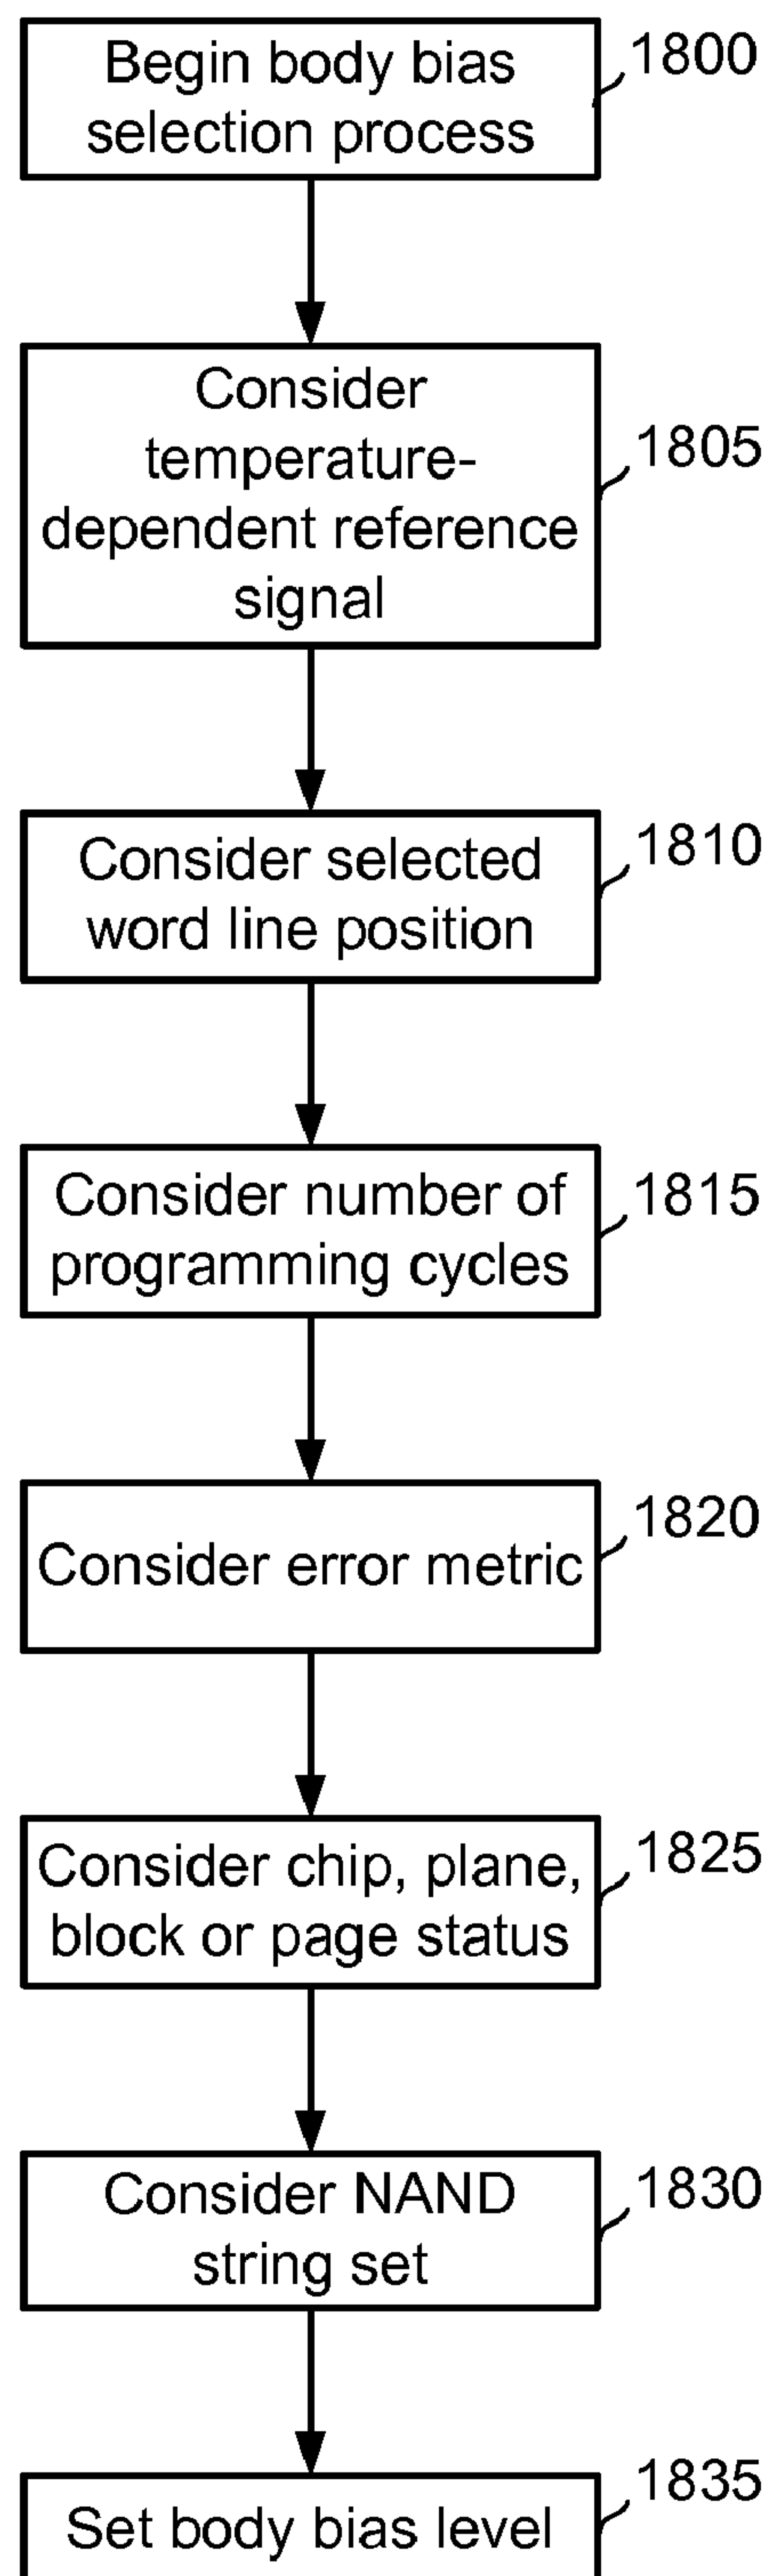 Begin body bias
selection process
1800
Consider
temperature-
dependent reference
signal
1805
Consider selected
word line position
1810
Consider number of
programming cycles
1815
Consider error metric
1820
Consider chip, plane,
block or page status
1825
Consider NAND
string set
1830
Set body bias level
1835